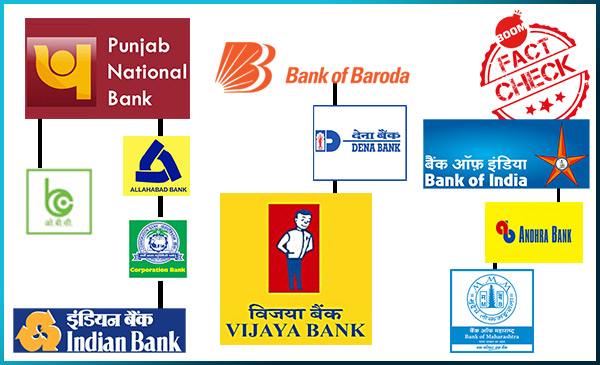 Punjab
National
Bank
Bank of Baroda
BOOM
FACT
CHECK
देना बैंक
DENA BANK
बैंक ऑफ़ इंडिया
Bank of India
ALLAHABAD BANK
ओ बी सी
Corporation Bank
ANDHRA BANK
विजया बैंक
VIJAYA BANK
इंडियन बैंक
Indian Bank
बैंक ऑफ महाराष्ट्र
Bank of Maharashtra